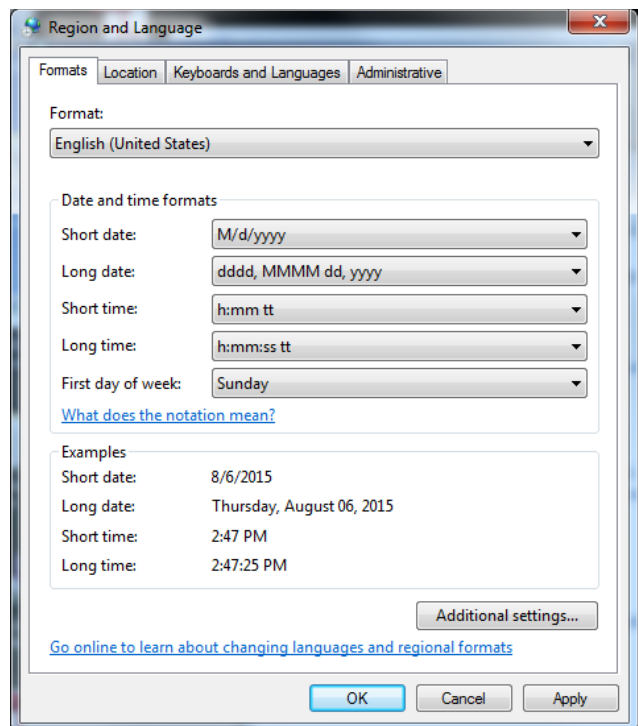 Region and Language
Formats Location Keyboards and Languages Administrative
Format:
English (United States)
Date and time formats
Short date: M/d/yyyy
Long date: dddd, MMMM dd, yyyy
Short time: h:mm tt
Long time: h:mm:ss tt
First day of week: Sunday
What does the notation mean?
Examples
Short date: 8/6/2015
Long date: Thursday, August 06, 2015
Short time: 2:47 PM
Long time: 2:47:25 PM
Additional settings...
Go online to learn about changing languages and regional formats
OK Cancel Apply